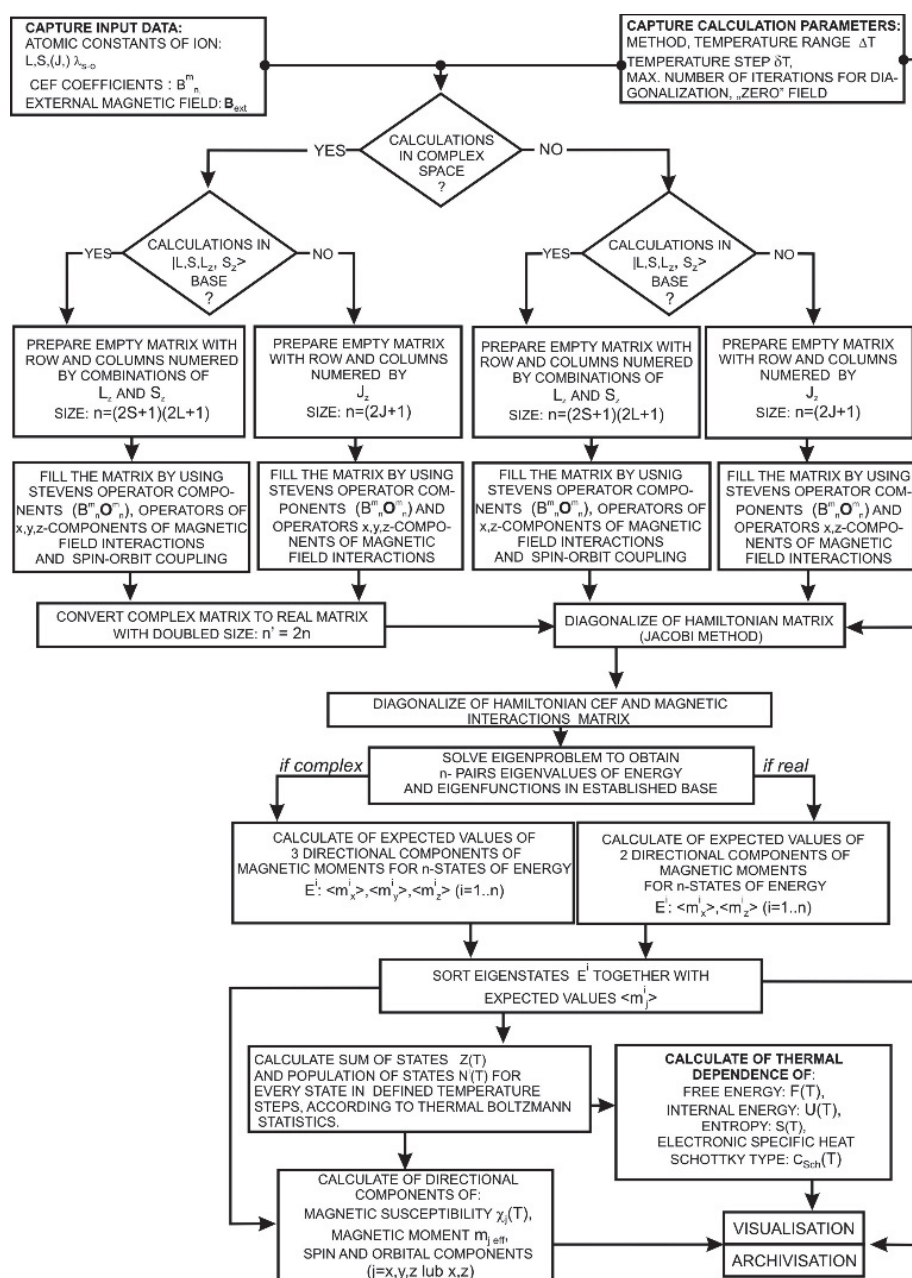 CAPTURE INPUT DATA:
ATOMIC CONSTANTS OF ION:
L,S,(J,) λs-o
CEF COEFFICIENTS : Bᵐₙ
EXTERNAL MAGNETIC FIELD: Bext
CAPTURE CALCULATION PARAMETERS:
METHOD, TEMPERATURE RANGE ΔT
TEMPERATURE STEP δT,
MAX. NUMBER OF ITERATIONS FOR DIA-
GONALIZATION, „ZERO” FIELD
CALCULATIONS
IN COMPLEX
SPACE
?
YES
NO
CALCULATIONS IN
|L,S,Lz, Sz>
BASE
?
YES
NO
CALCULATIONS IN
|L,S,Lz, Sz>
BASE
?
YES
NO
PREPARE EMPTY MATRIX WITH
ROW AND COLUMNS NUMERED
BY COMBINATIONS OF
Lz AND Sz
SIZE: n=(2S+1)(2L+1)
PREPARE EMPTY MATRIX
WITH ROW AND COLUMNS
NUMERED BY
Jz
SIZE: n=(2J+1)
PREPARE EMPTY MATRIX WITH
ROW AND COLUMNS NUMERED
BY COMBINATIONS OF
Lz AND Sz
SIZE: n=(2S+1)(2L+1)
PREPARE EMPTY MATRIX
WITH ROW AND COLUMNS
NUMERED BY
Jz
SIZE: n=(2J+1)
FILL THE MATRIX BY USING
STEVENS OPERATOR COMPO-
NENTS (BᵐₙOᵐₙ), OPERATORS OF
x,y,z-COMPONENTS OF MAGNETIC
FIELD INTERACTIONS
AND SPIN-ORBIT COUPLING
FILL THE MATRIX BY USING
STEVENS OPERATOR COM-
PONENTS (BᵐₙOᵐₙ) AND
OPERATORS x,y,z-COMPO-
NENTS OF MAGNETIC
FIELD INTERACTIONS
FILL THE MATRIX BY USING
STEVENS OPERATOR COMPO-
NENTS (BᵐₙOᵐₙ), OPERATORS OF
x,z-COMPONENTS OF MAGNETIC
FIELD INTERACTIONS
AND SPIN-ORBIT COUPLING
FILL THE MATRIX BY USING
STEVENS OPERATOR COM-
PONENTS (BᵐₙOᵐₙ) AND
OPERATORS x,z-COMPO-
NENTS OF MAGNETIC
FIELD INTERACTIONS
CONVERT COMPLEX MATRIX TO REAL MATRIX
WITH DOUBLED SIZE: n' = 2n
DIAGONALIZE OF HAMILTONIAN MATRIX
(JACOBI METHOD)
DIAGONALIZE OF HAMILTONIAN CEF AND MAGNETIC
INTERACTIONS MATRIX
if complex
SOLVE EIGENPROBLEM TO OBTAIN
n- PAIRS EIGENVALUES OF ENERGY
AND EIGENFUNCTIONS IN ESTABLISHED BASE
if real
CALCULATE OF EXPECTED VALUES OF
3 DIRECTIONAL COMPONENTS OF
MAGNETIC MOMENTS FOR n-STATES OF ENERGY
Eⁱ: <mⁱx>,<mⁱy>,<mⁱz> (i=1..n)
CALCULATE OF EXPECTED VALUES OF
2 DIRECTIONAL COMPONENTS OF
MAGNETIC MOMENTS
FOR n-STATES OF ENERGY
Eⁱ: <mⁱx>,<mⁱz> (i=1..n)
SORT EIGENSTATES Eⁱ TOGETHER WITH
EXPECTED VALUES <mⁱj>
CALCULATE SUM OF STATES Z(T)
AND POPULATION OF STATES N(T) FOR
EVERY STATE IN DEFINED TEMPERATURE
STEPS, ACCORDING TO THERMAL BOLTZMANN
STATISTICS.
CALCULATE OF THERMAL
DEPENDENCE OF:
FREE ENERGY: F(T),
INTERNAL ENERGY: U(T),
ENTROPY: S(T),
ELECTRONIC SPECIFIC HEAT
SCHOTTKY TYPE: CSch(T)
CALCULATE OF DIRECTIONAL
COMPONENTS OF:
MAGNETIC SUSCEPTIBILITY χj(T),
MAGNETIC MOMENT mj eff,
SPIN AND ORBITAL COMPONENTS
(j=x,y,z lub x,z)
VISUALISATION
ARCHIVISATION